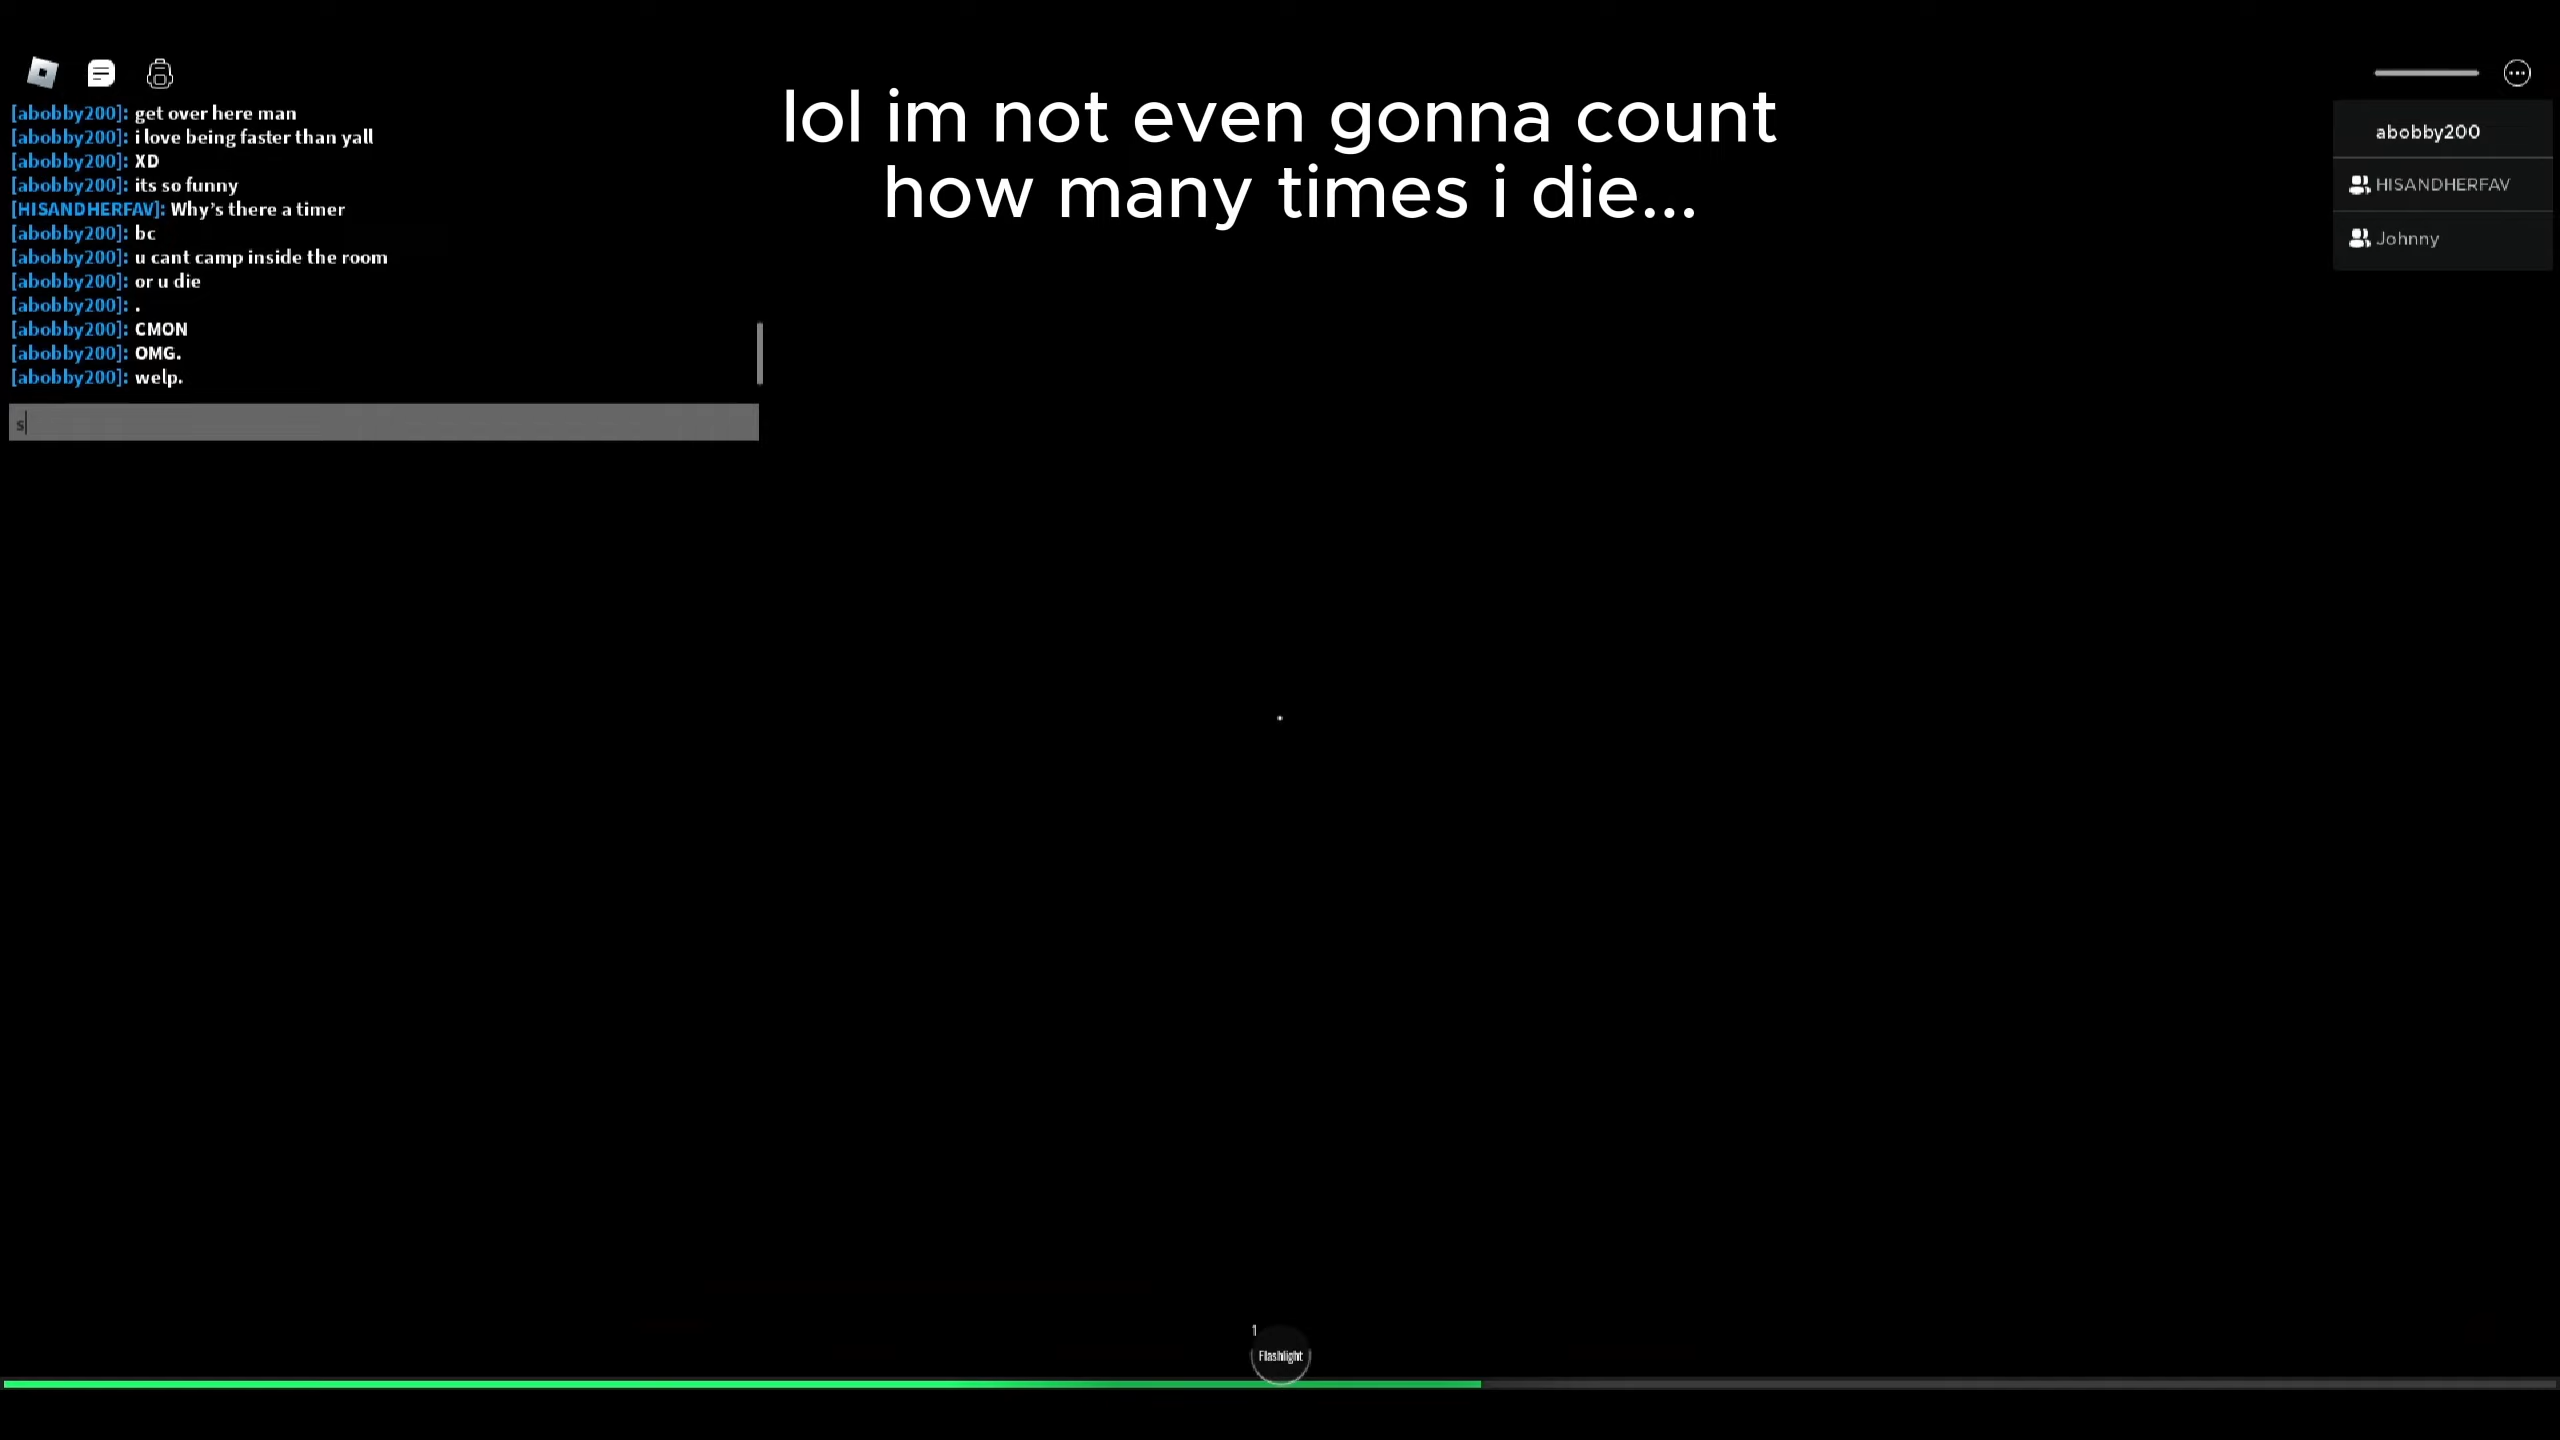 [abobby200]: get over here man
[abobby200]: i love being faster than yall
[abobby200]: XD
[abobby200]: its so funny
[HISANDHERFAV]: Why's there a timer
[abobby200]: bc
[abobby200]: u cant camp inside the room
[abobby200]: or u die
[abobby200]: .
[abobby200]: CMON
[abobby200]: OMG.
[abobby200]: welp.
s
lol im not even gonna count
how many times i die...
abobby200
HISANDHERFAV
Johnny
1
Flashlight